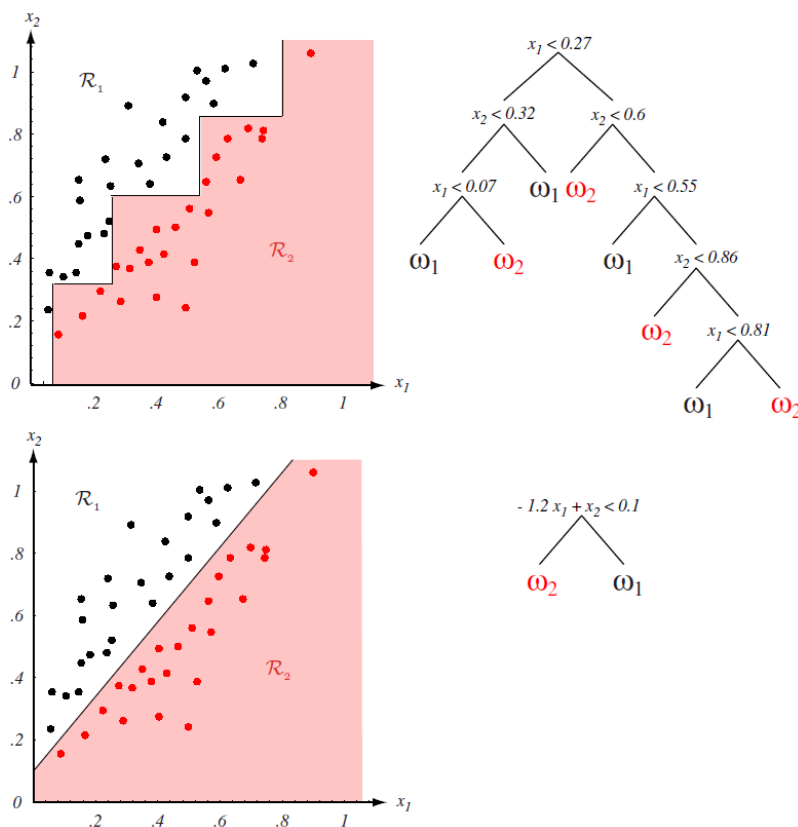 x₂
1
.8
.6
.4
.2
0
.2 .4 .6 .8 1 x₁
R₁
R₂
x₁ < 0.27
x₂ < 0.32 x₂ < 0.6
x₁ < 0.07 ω₁ ω₂ x₁ < 0.55
ω₁ ω₂ ω₁ x₂ < 0.86
ω₂ x₁ < 0.81
ω₁ ω₂
x₂
1
.8
.6
.4
.2
0
.2 .4 .6 .8 1 x₁
R₁
R₂
- 1.2 x₁ + x₂ < 0.1
ω₂ ω₁